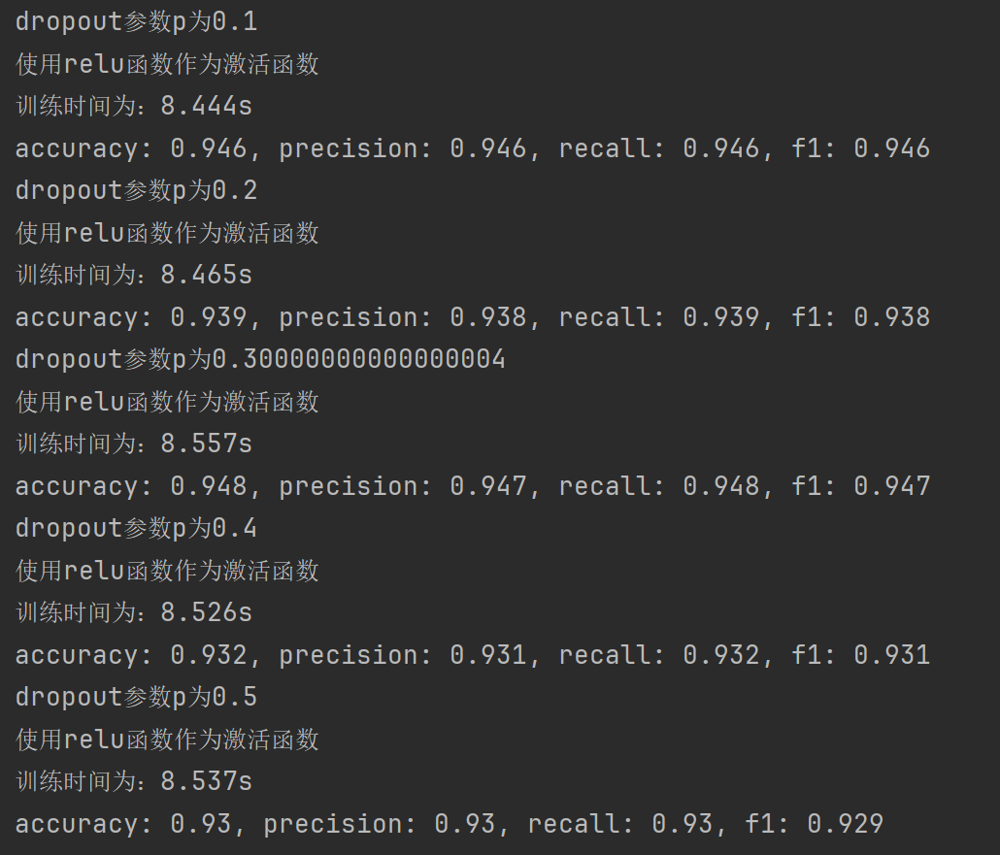 dropout参数p为0.1
使用relu函数作为激活函数
训练时间为：8.444s
accuracy: 0.946, precision: 0.946, recall: 0.946, f1: 0.946
dropout参数p为0.2
使用relu函数作为激活函数
训练时间为：8.465s
accuracy: 0.939, precision: 0.938, recall: 0.939, f1: 0.938
dropout参数p为0.30000000000000004
使用relu函数作为激活函数
训练时间为：8.557s
accuracy: 0.948, precision: 0.947, recall: 0.948, f1: 0.947
dropout参数p为0.4
使用relu函数作为激活函数
训练时间为：8.526s
accuracy: 0.932, precision: 0.931, recall: 0.932, f1: 0.931
dropout参数p为0.5
使用relu函数作为激活函数
训练时间为：8.537s
accuracy: 0.93, precision: 0.93, recall: 0.93, f1: 0.929